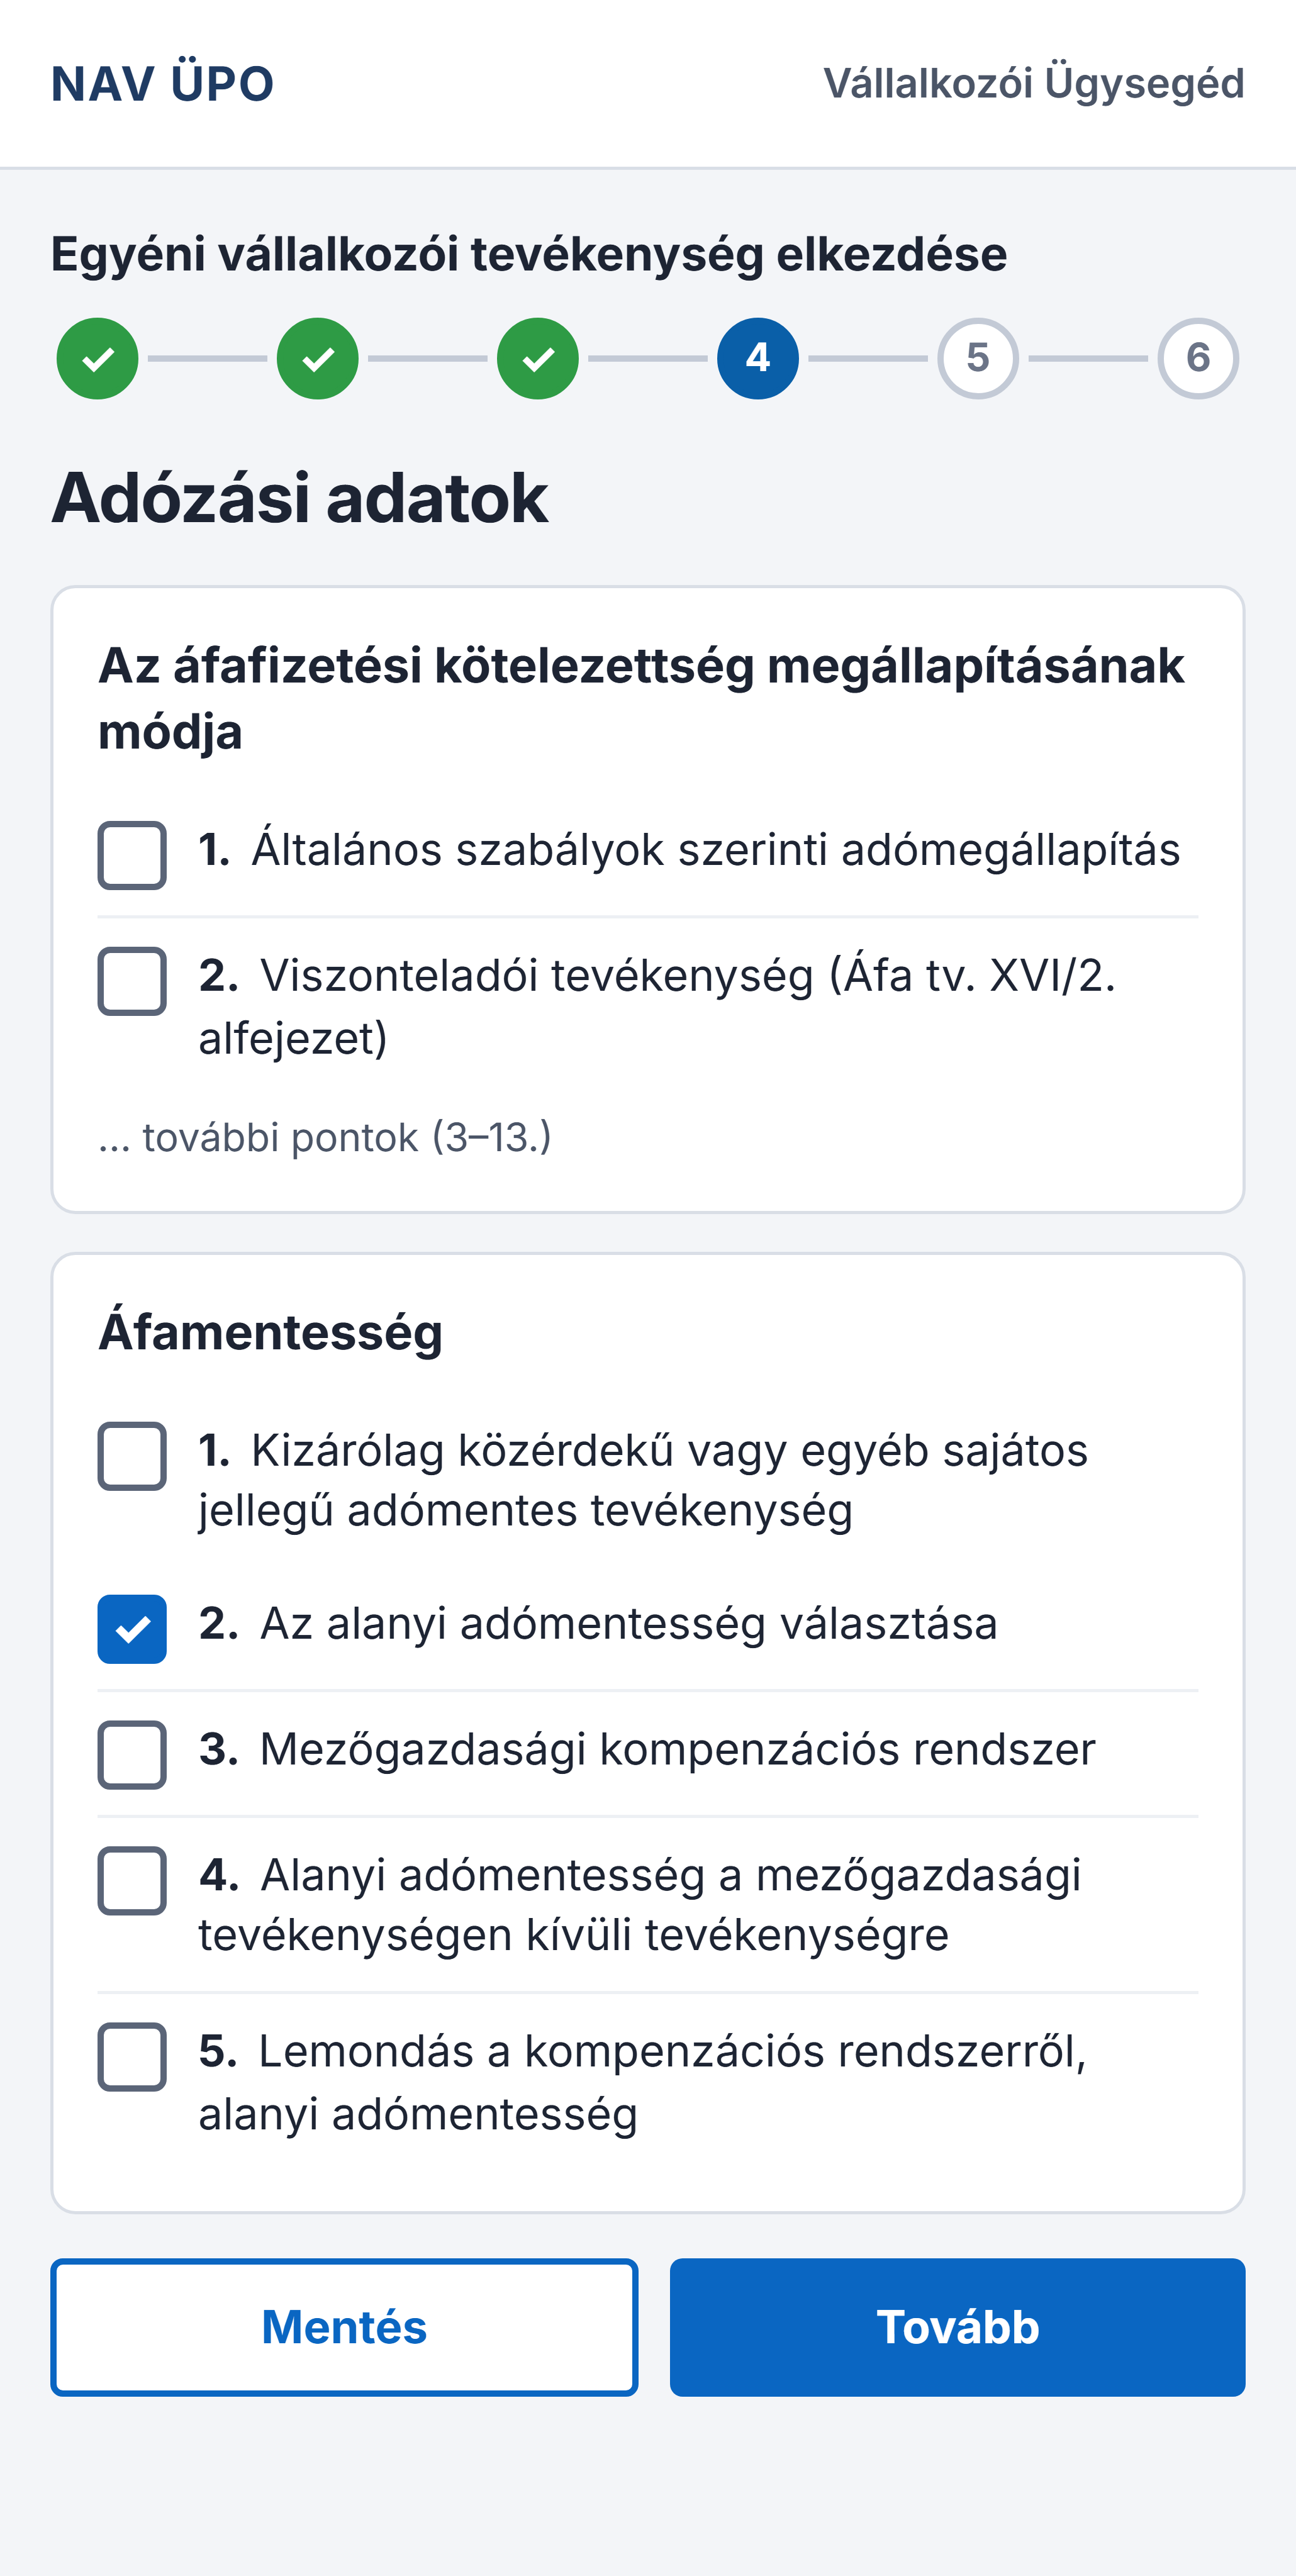 NAV ÜPO
Vállalkozói Ügysegéd
Egyéni vállalkozói tevékenység elkezdése
4
5
6
Adózási adatok
Az áfafizetési kötelezettség megállapításának
módja
1. Általános szabályok szerinti adómegállapítás
2. Viszonteladói tevékenység (Áfa tv. XVI/2.
alfejezet)
... további pontok (3–13.)
Áfamentesség
1. Kizárólag közérdekű vagy egyéb sajátos
jellegű adómentes tevékenység
2. Az alanyi adómentesség választása
3. Mezőgazdasági kompenzációs rendszer
4. Alanyi adómentesség a mezőgazdasági
tevékenységen kívüli tevékenységre
5. Lemondás a kompenzációs rendszerről,
alanyi adómentesség
Mentés
Tovább